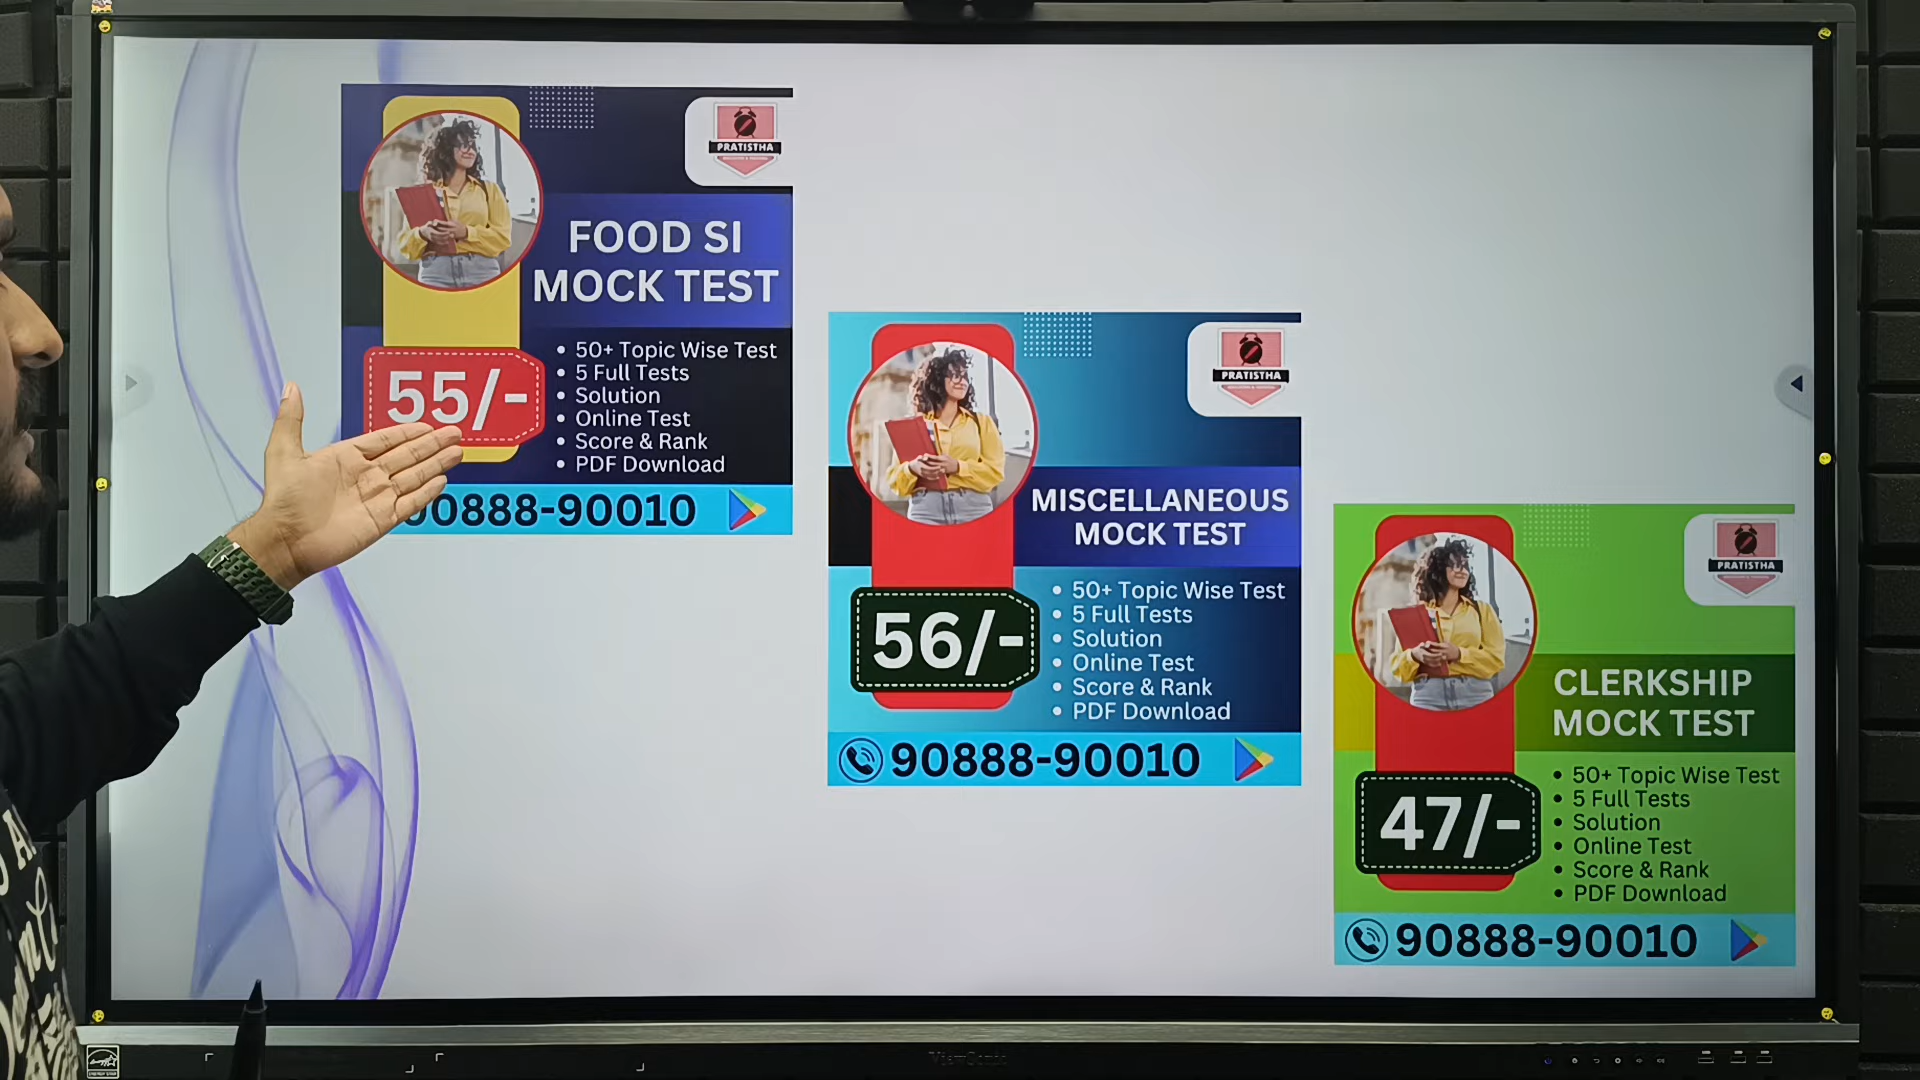 PRATISTHA
FOOD SI
MOCK TEST
55/-
50+ Topic Wise Test
5 Full Tests
Solution
Online Test
Score & Rank
PDF Download
90888-90010
PRATISTHA
MISCELLANEOUS
MOCK TEST
56/-
50+ Topic Wise Test
5 Full Tests
Solution
Online Test
Score & Rank
PDF Download
90888-90010
PRATISTHA
CLERKSHIP
MOCK TEST
47/-
50+ Topic Wise Test
5 Full Tests
Solution
Online Test
Score & Rank
PDF Download
90888-90010
ViewSonic